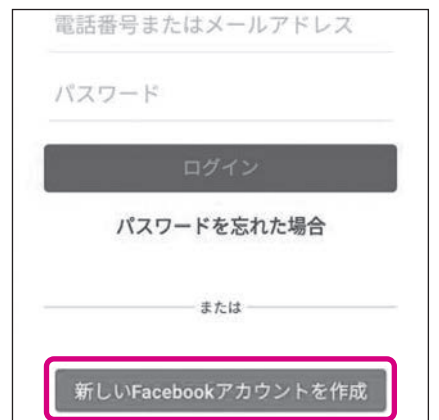 電話番号またはメールアドレス
パスワード
ログイン
パスワードを忘れた場合
または
新しいFacebookアカウントを作成